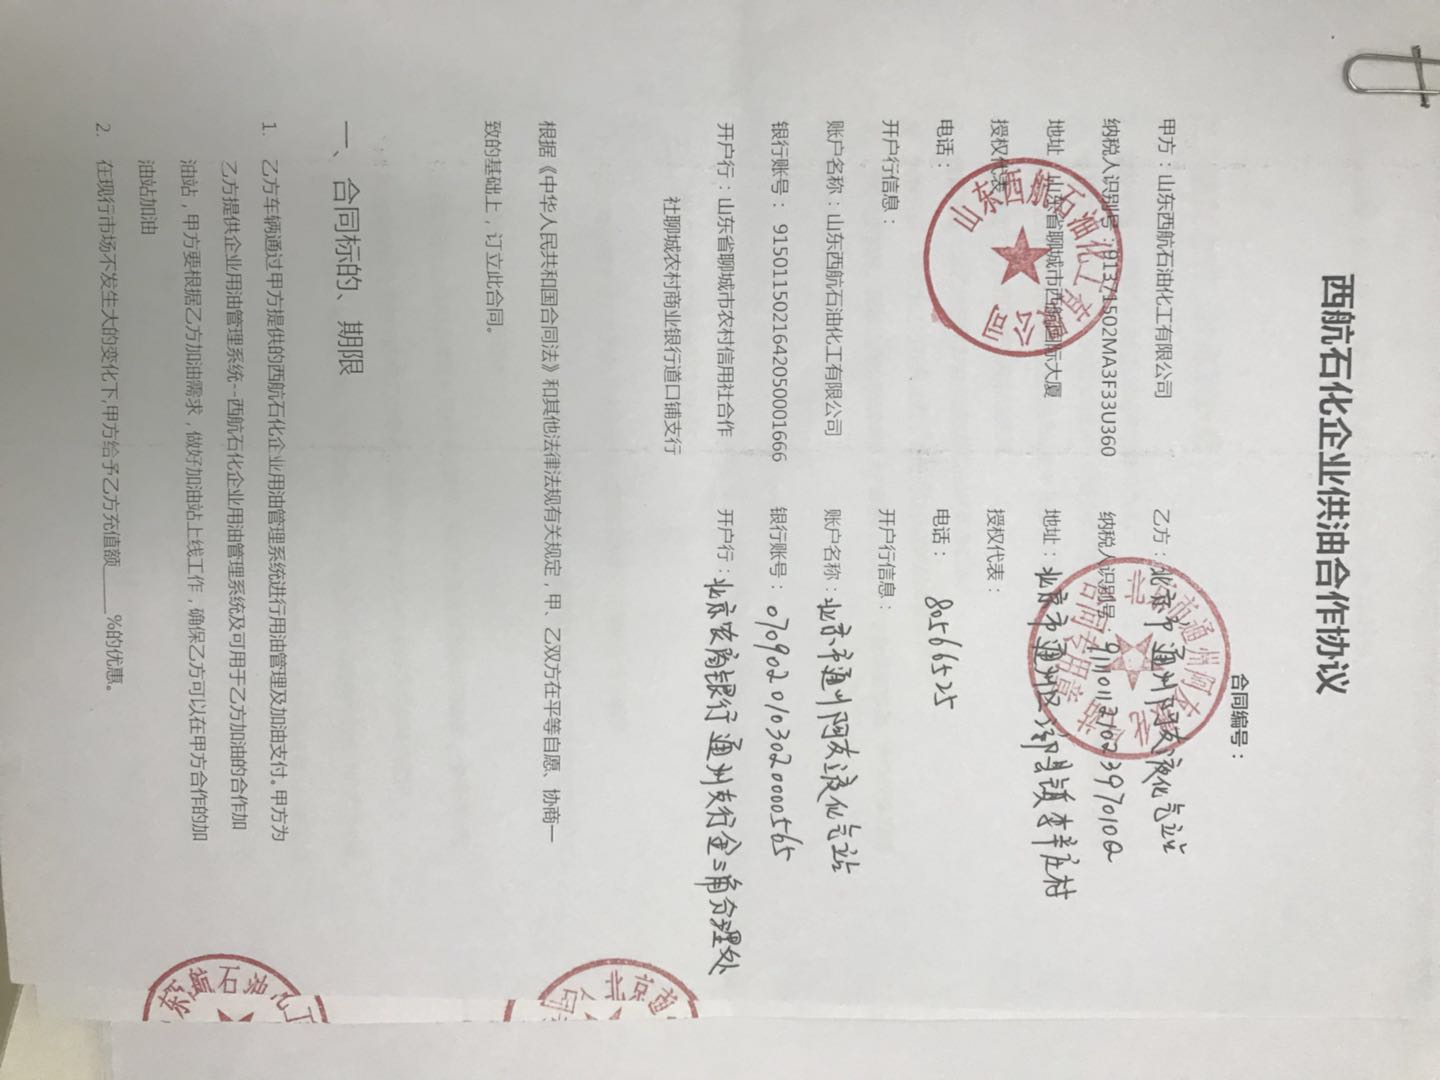 西航石化企业供油合作协议
合同编号：
甲方：山东西航石油化工有限公司
乙方：北京市通州阿友液化气站
纳税人识别号：91371502MA3F33U360
纳税人识别号：
地址：山东省聊城市西航国际大厦
地址：北京市通州区漷县镇李辛庄村
授权代表：
授权代表：
电话：
电话：80566525
开户行信息：
开户行信息：
账户名称：山东西航石油化工有限公司
账户名称：北京市通州阿友液化气站
银行账号：9150115021642050001666
银行账号：0709020103020000565
开户行：山东省聊城市农村信用社合作
社聊城农村商业银行道口铺支行
开户行：北京农商银行通州支行金三角分理处
根据《中华人民共和国合同法》和其他法律法规有关规定，甲、乙双方在平等自愿、协商一
致的基础上，订立此合同。
一、合同标的、期限
1. 乙方车辆通过甲方提供的西航石化企业用油管理系统进行用油管理及加油支付。甲方为
乙方提供企业用油管理系统--西航石化企业用油管理系统及可用于乙方加油的合作加
油站，甲方要根据乙方加油需求，做好加油站上线工作，确保乙方可以在甲方合作的加
油站加油
2. 在现行市场不发生大的变化下,甲方给予乙方充值额_____%的优惠。
山东西航石油化工有限公司
合同专用章
东西航石油化工
北京市